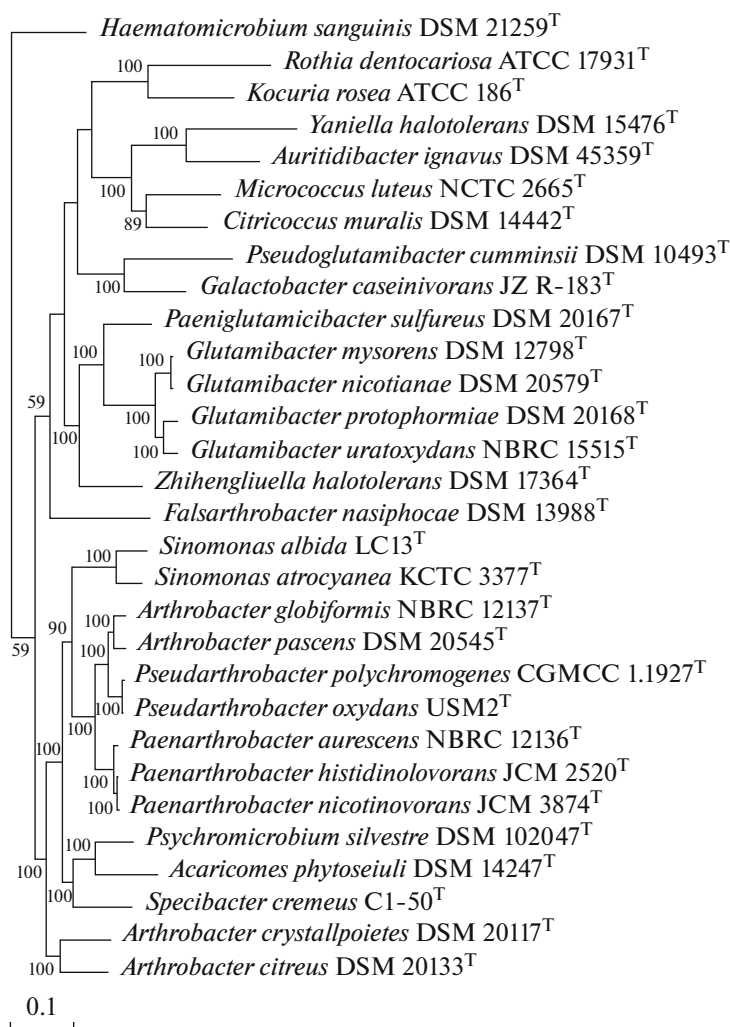 Haematomicrobium sanguinis DSM 21259T
100 Rothia dentocariosa ATCC 17931T
Kocuria rosea ATCC 186T
Yaniella halotolerans DSM 15476T
100
Auritidibacter ignavus DSM 45359T
100
Micrococcus luteus NCTC 2665T
89 Citricoccus muralis DSM 14442T
Pseudoglutamibacter cumminsii DSM 10493T
100 Galactobacter caseinivorans JZ R-183T
Paeniglutamicibacter sulfureus DSM 20167T
100 100 Glutamibacter mysorens DSM 12798T
Glutamibacter nicotianae DSM 20579T
59 100 Glutamibacter protophormiae DSM 20168T
100 100 Glutamibacter uratoxydans NBRC 15515T
Zhihengliuella halotolerans DSM 17364T
Falsarthrobacter nasiphocae DSM 13988T
100 Sinomonas albida LC13T
Sinomonas atrocyanea KCTC 3377T
Arthrobacter globiformis NBRC 12137T
90 100
59 Arthrobacter pascens DSM 20545T
Pseudarthrobacter polychromogenes CGMCC 1.1927T
100 Pseudarthrobacter oxydans USM2T
100
Paenarthrobacter aurescens NBRC 12136T
100
100 Paenarthrobacter histidinolovorans JCM 2520T
100 Paenarthrobacter nicotinovorans JCM 3874T
100 Psychromicrobium silvestre DSM 102047T
100 Acaricomes phytoseiuli DSM 14247T
100
Specibacter cremeus C1-50T
Arthrobacter crystallpoietes DSM 20117T
100 Arthrobacter citreus DSM 20133T
0.1